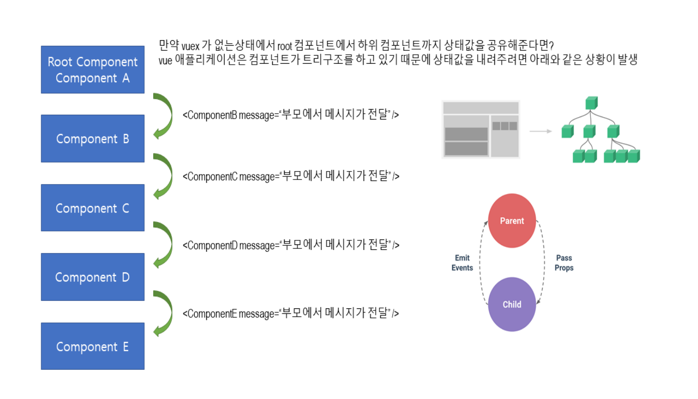 만약 vuex 가 없는상태에서 root 컴포넌트에서 하위 컴포넌트까지 상태값을 공유해준다면?
vue 애플리케이션은 컴포넌트가 트리구조를 하고 있기 때문에 상태값을 내려주려면 아래와 같은 상황이 발생
Root Component
Component A
<ComponentB message="부모에서 메시지가 전달" />
Component B
<ComponentC message="부모에서 메시지가 전달" />
Component C
<ComponentD message="부모에서 메시지가 전달" />
Component D
<ComponentE message="부모에서 메시지가 전달" />
Component E
Parent
Emit
Events
Pass
Props
Child